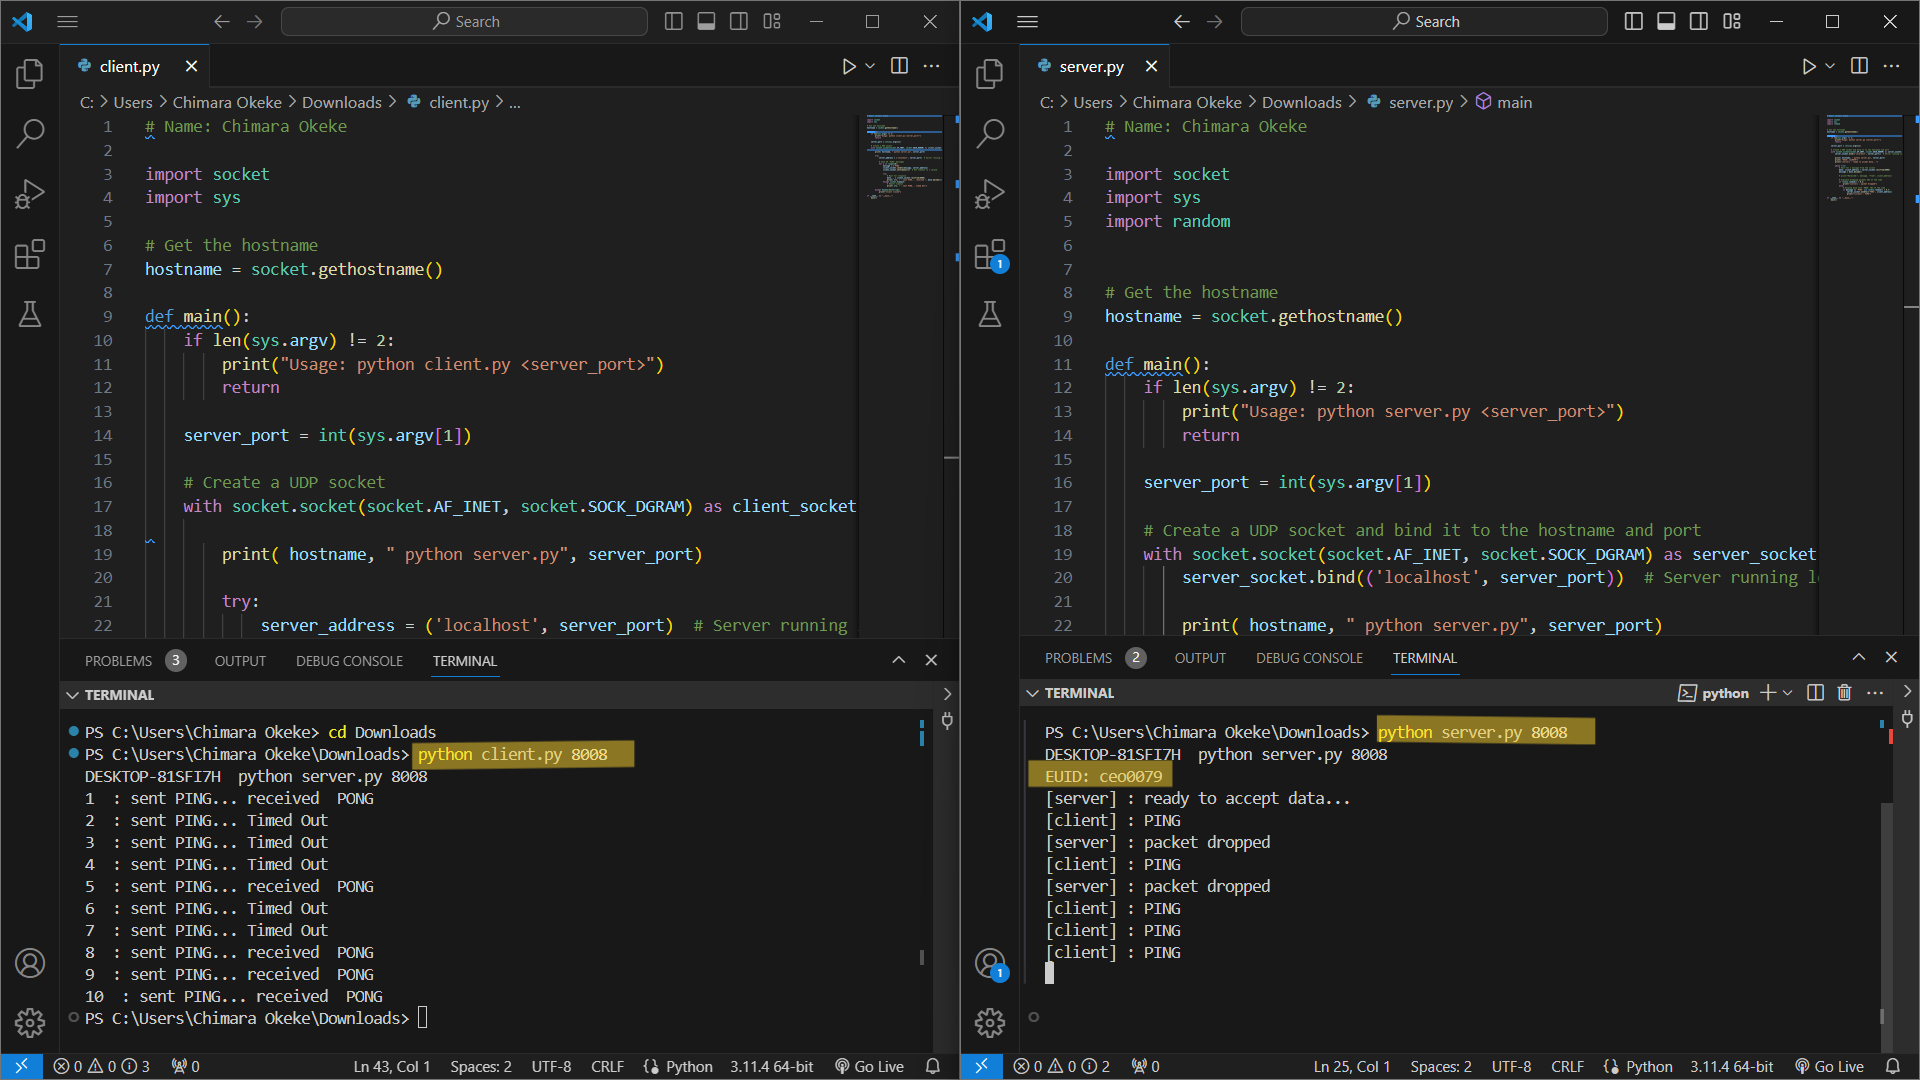 Search
client.py
C: > Users > Chimara Okeke > Downloads > client.py > ...
1 # Name: Chimara Okeke
2
3 import socket
4 import sys
5
6 # Get the hostname
7 hostname = socket.gethostname()
8
9 def main():
10 if len(sys.argv) != 2:
11 print("Usage: python client.py <server_port>")
12 return
13
14 server_port = int(sys.argv[1])
15
16 # Create a UDP socket
17 with socket.socket(socket.AF_INET, socket.SOCK_DGRAM) as client_socket
18
19 print( hostname, " python server.py", server_port)
20
21 try:
22 server_address = ('localhost', server_port)  # Server running
PROBLEMS 3 OUTPUT DEBUG CONSOLE TERMINAL
TERMINAL
PS C:\Users\Chimara Okeke> cd Downloads
PS C:\Users\Chimara Okeke\Downloads> python client.py 8008
DESKTOP-81SFI7H  python server.py 8008
1  : sent PING... received  PONG
2  : sent PING... Timed Out
3  : sent PING... Timed Out
4  : sent PING... Timed Out
5  : sent PING... received  PONG
6  : sent PING... Timed Out
7  : sent PING... Timed Out
8  : sent PING... received  PONG
9  : sent PING... received  PONG
10  : sent PING... received  PONG
PS C:\Users\Chimara Okeke\Downloads>
0 0 3 0 Ln 43, Col 1 Spaces: 2 UTF-8 CRLF Python 3.11.4 64-bit Go Live
Search
server.py
C: > Users > Chimara Okeke > Downloads > server.py > main
1 # Name: Chimara Okeke
2
3 import socket
4 import sys
5 import random
6
7
8 # Get the hostname
9 hostname = socket.gethostname()
10
11 def main():
12 if len(sys.argv) != 2:
13 print("Usage: python server.py <server_port>")
14 return
15
16 server_port = int(sys.argv[1])
17
18 # Create a UDP socket and bind it to the hostname and port
19 with socket.socket(socket.AF_INET, socket.SOCK_DGRAM) as server_socket
20 server_socket.bind(('localhost', server_port))  # Server running
21
22 print( hostname, " python server.py", server_port)
1
1
PROBLEMS 2 OUTPUT DEBUG CONSOLE TERMINAL
TERMINAL python
PS C:\Users\Chimara Okeke\Downloads> python server.py 8008
DESKTOP-81SFI7H  python server.py 8008
EUID: ceo0079
[server] : ready to accept data...
[client] : PING
[server] : packet dropped
[client] : PING
[server] : packet dropped
[client] : PING
[client] : PING
[client] : PING
0 0 2 0 Ln 25, Col 1 Spaces: 2 UTF-8 CRLF Python 3.11.4 64-bit Go Live